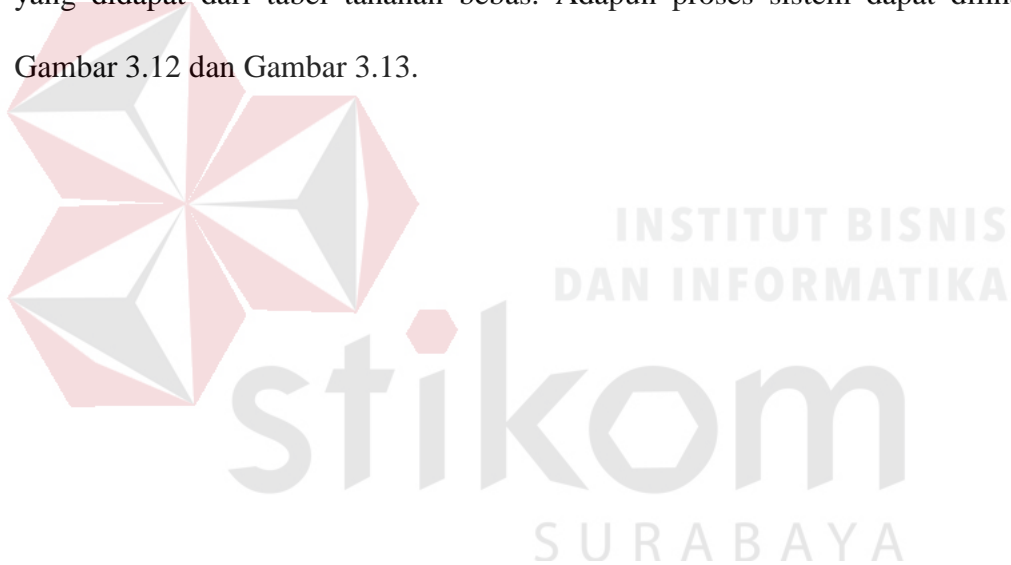 yang didapat dari tabel tahanan bebas. Adapun proses sistem dapat
Gambar 3.12 dan Gambar 3.13.
INSTITUT BISNIS
DAN INFORMATIKA
stikom
SURABAYA